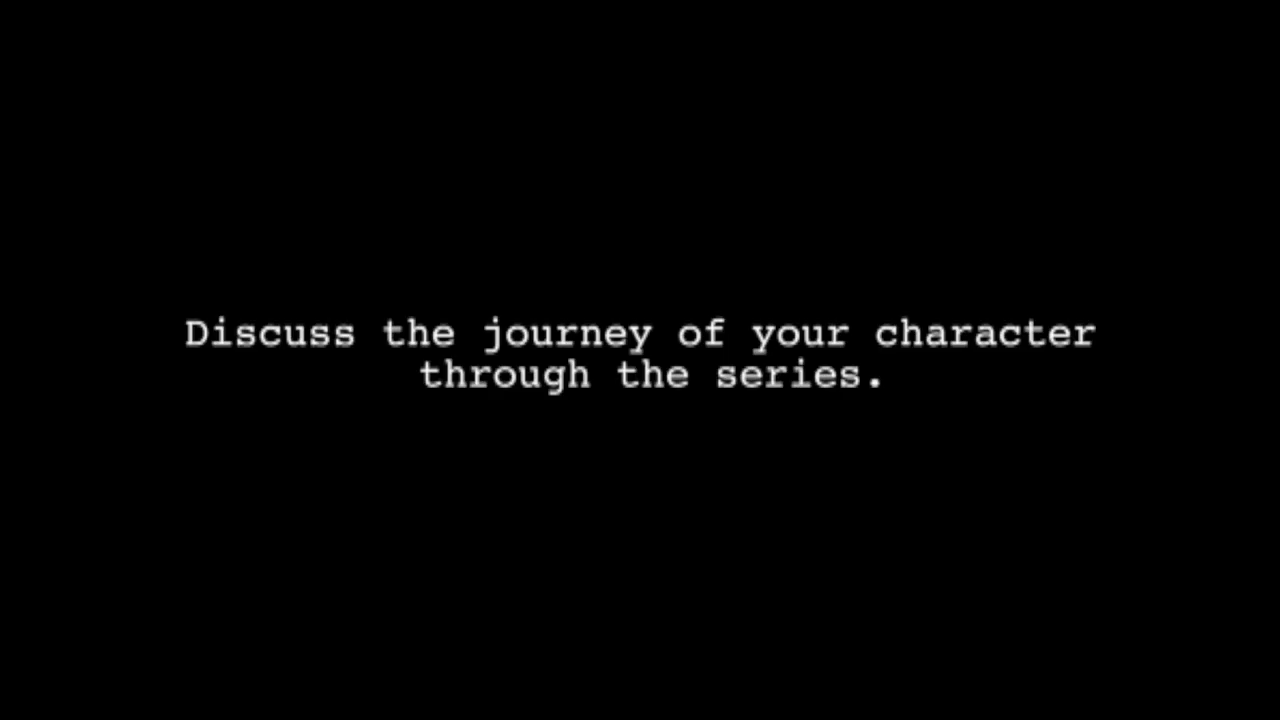 Discuss the journey of your character
through the series.